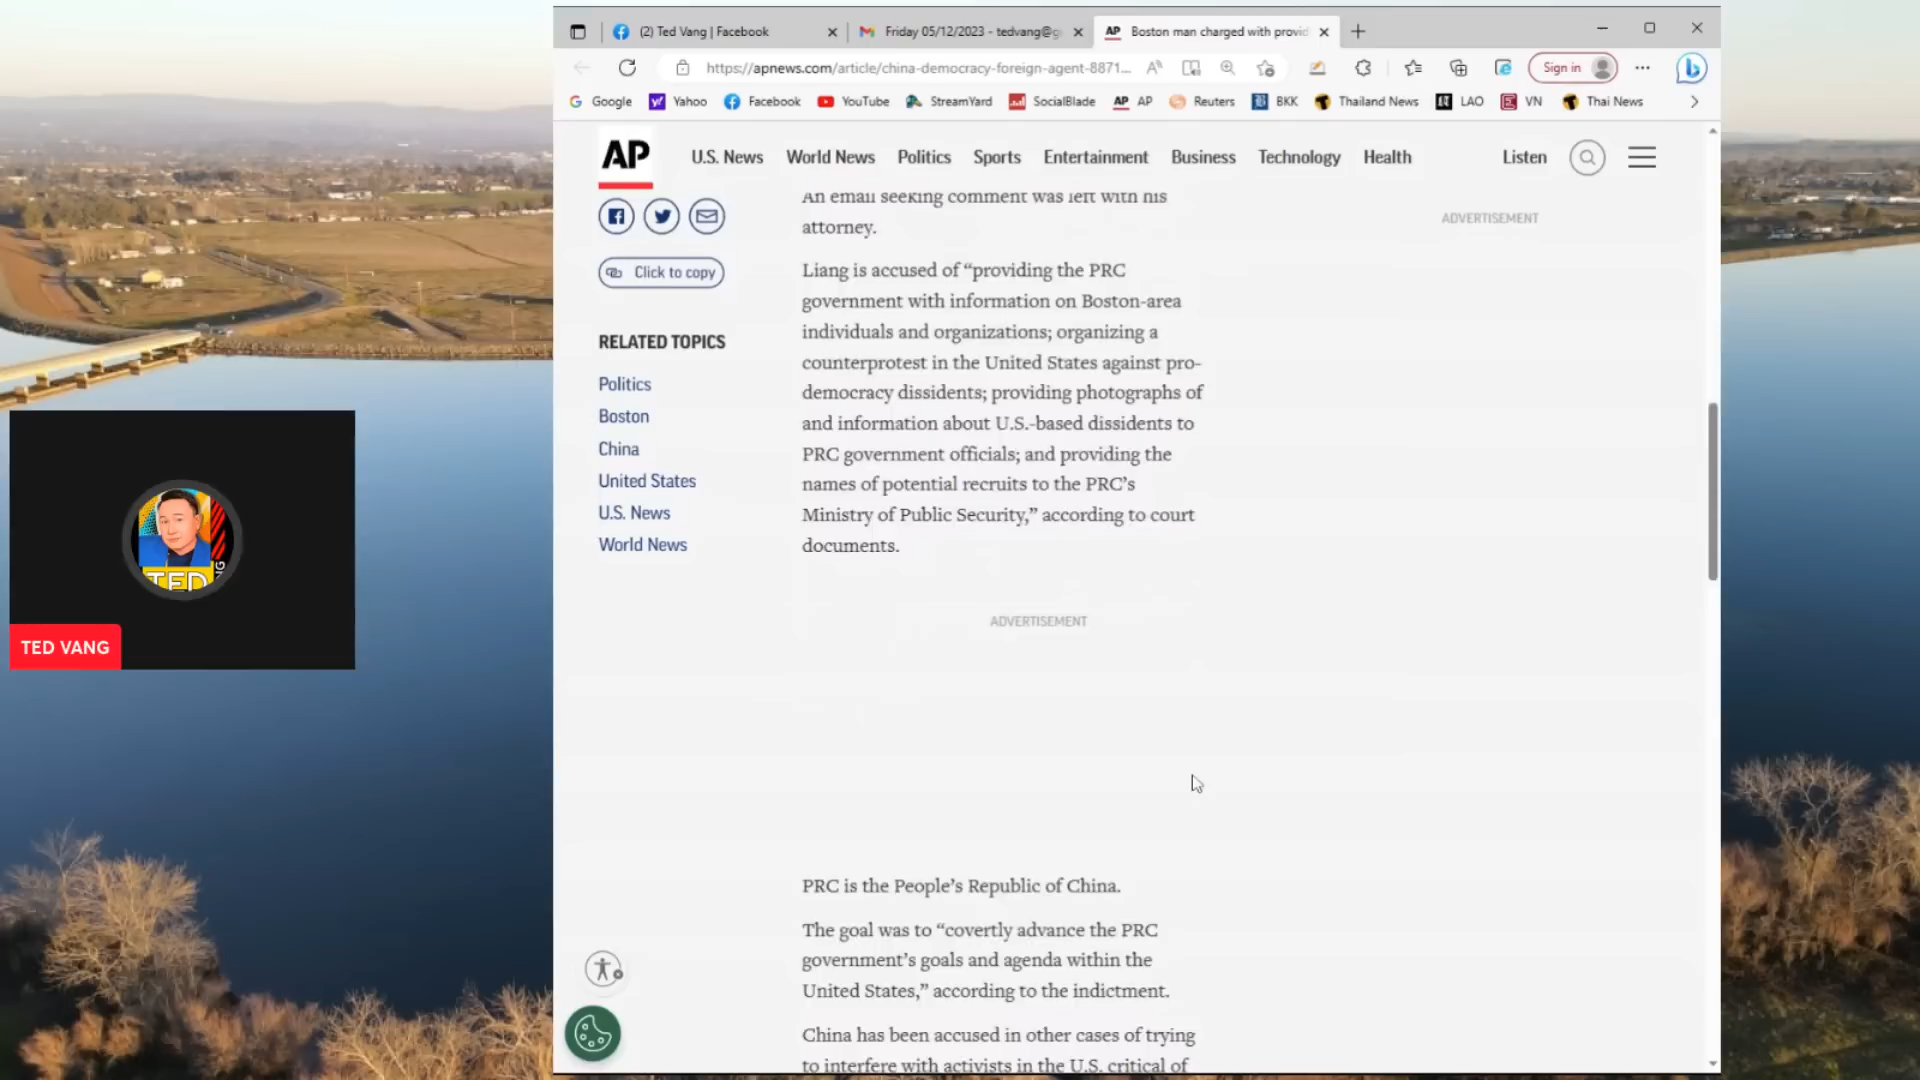 (2) Ted Vang | Facebook
Friday 05/12/2023 - tedvang@g
AP
Boston man charged with provid
https://apnews.com/article/china-democracy-foreign-agent-8871...
Sign in
Google
Yahoo
Facebook
YouTube
StreamYard
SocialBlade
AP AP
Reuters
BKK
Thailand News
LAO
VN
Thai News
AP
U.S. News
World News
Politics
Sports
Entertainment
Business
Technology
Health
Listen
An email seeking comment was left with his
attorney.
ADVERTISEMENT
Click to copy
Liang is accused of “providing the PRC
government with information on Boston-area
individuals and organizations; organizing a
counterprotest in the United States against pro-
democracy dissidents; providing photographs of
and information about U.S.-based dissidents to
PRC government officials; and providing the
names of potential recruits to the PRC’s
Ministry of Public Security,” according to court
documents.
RELATED TOPICS
Politics
Boston
China
United States
U.S. News
World News
TED
TED VANG
ADVERTISEMENT
PRC is the People’s Republic of China.
The goal was to “covertly advance the PRC
government’s goals and agenda within the
United States,” according to the indictment.
China has been accused in other cases of trying
to interfere with activists in the U.S. critical of